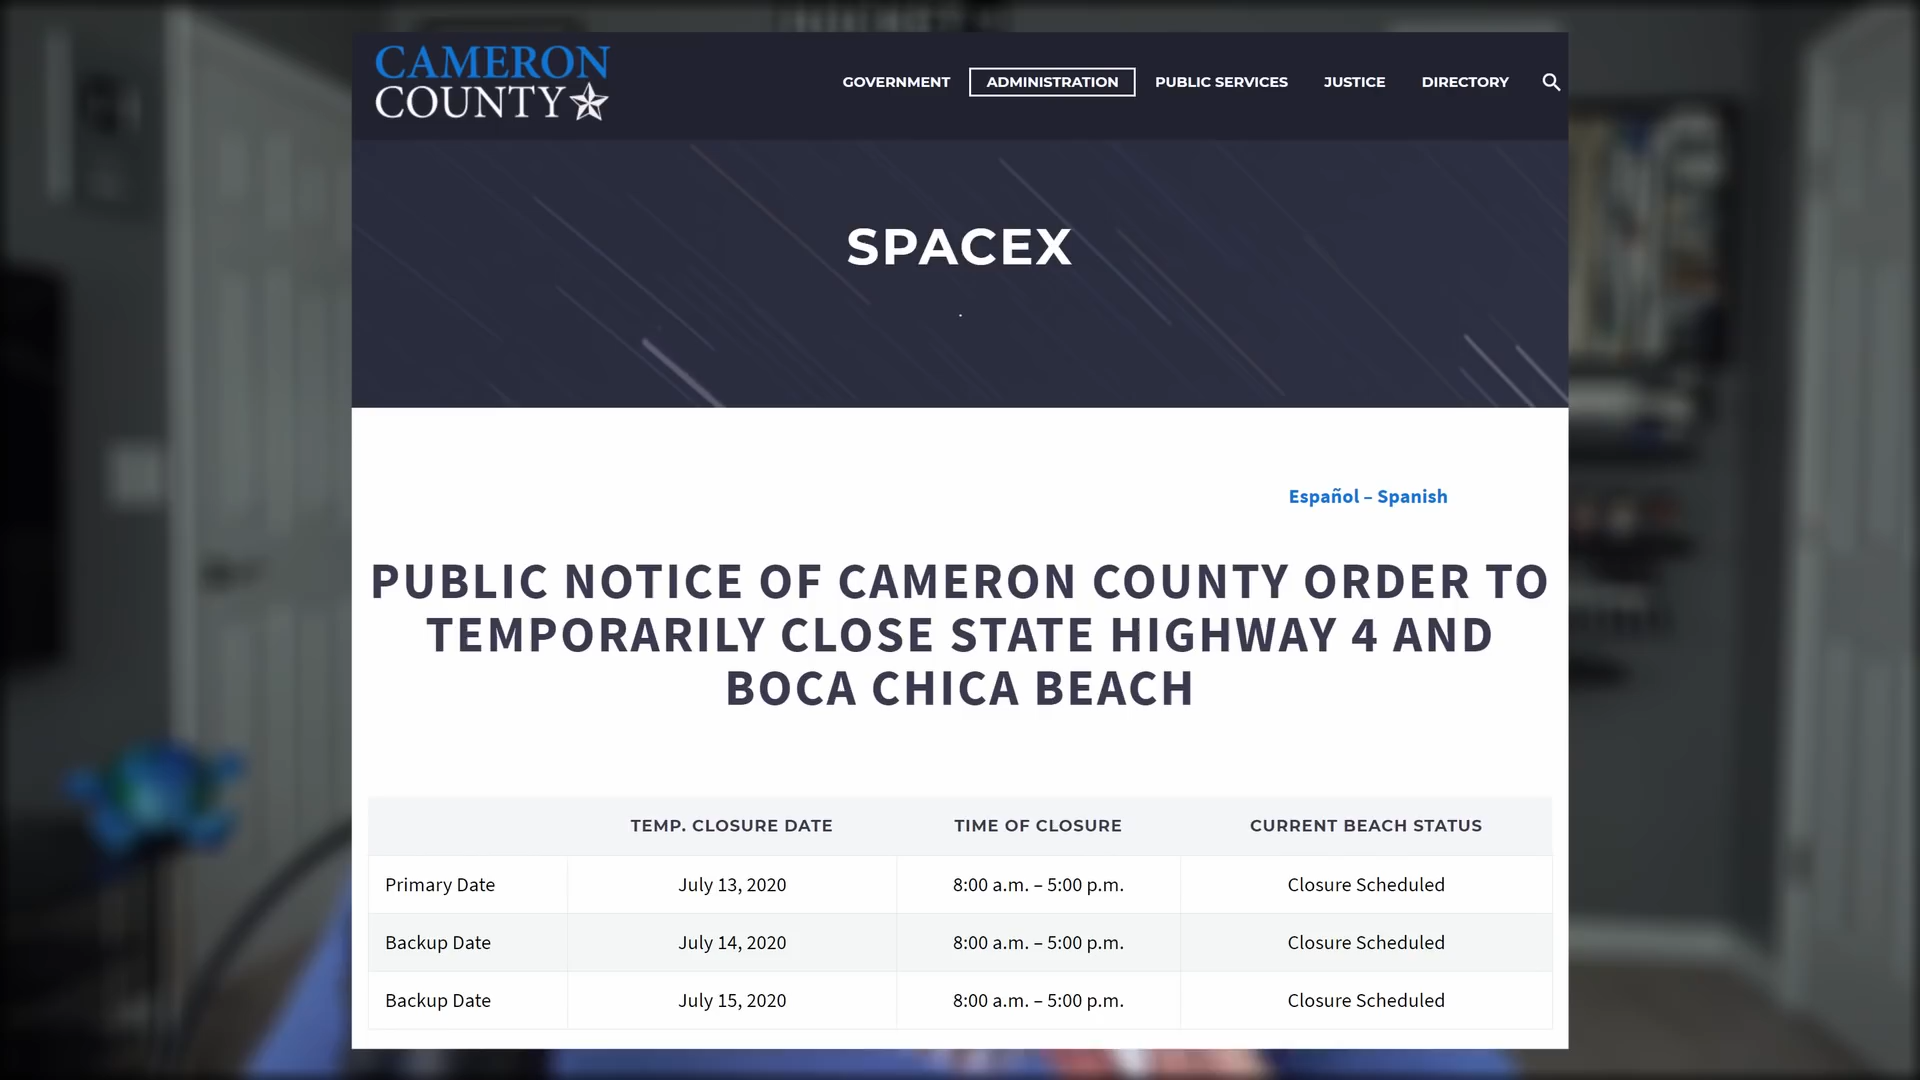 CAMERON
COUNTY
GOVERNMENT ADMINISTRATION PUBLIC SERVICES JUSTICE DIRECTORY
SPACEX
.
Español – Spanish
PUBLIC NOTICE OF CAMERON COUNTY ORDER TO
TEMPORARILY CLOSE STATE HIGHWAY 4 AND
BOCA CHICA BEACH
TEMP. CLOSURE DATE TIME OF CLOSURE CURRENT BEACH STATUS
Primary Date July 13, 2020 8:00 a.m. – 5:00 p.m. Closure Scheduled
Backup Date July 14, 2020 8:00 a.m. – 5:00 p.m. Closure Scheduled
Backup Date July 15, 2020 8:00 a.m. – 5:00 p.m. Closure Scheduled